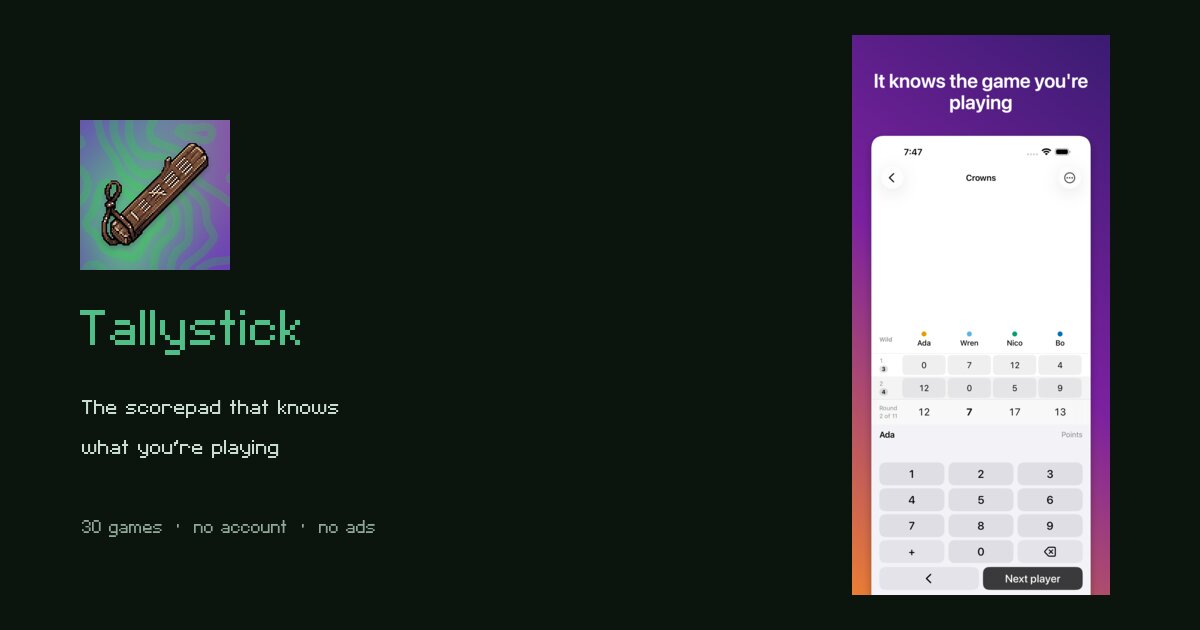 Tallystick
The scorepad that knows
what you're playing
30 games · no account · no ads
It knows the game you're
playing
7:47
Crowns
Wild Ada Wren Nico Bo
1
3 0 7 12 4
2
4 12 0 5 9
Round
2 of 11 12 7 17 13
Ada Points
1 2 3
4 5 6
7 8 9
+ 0
Next player